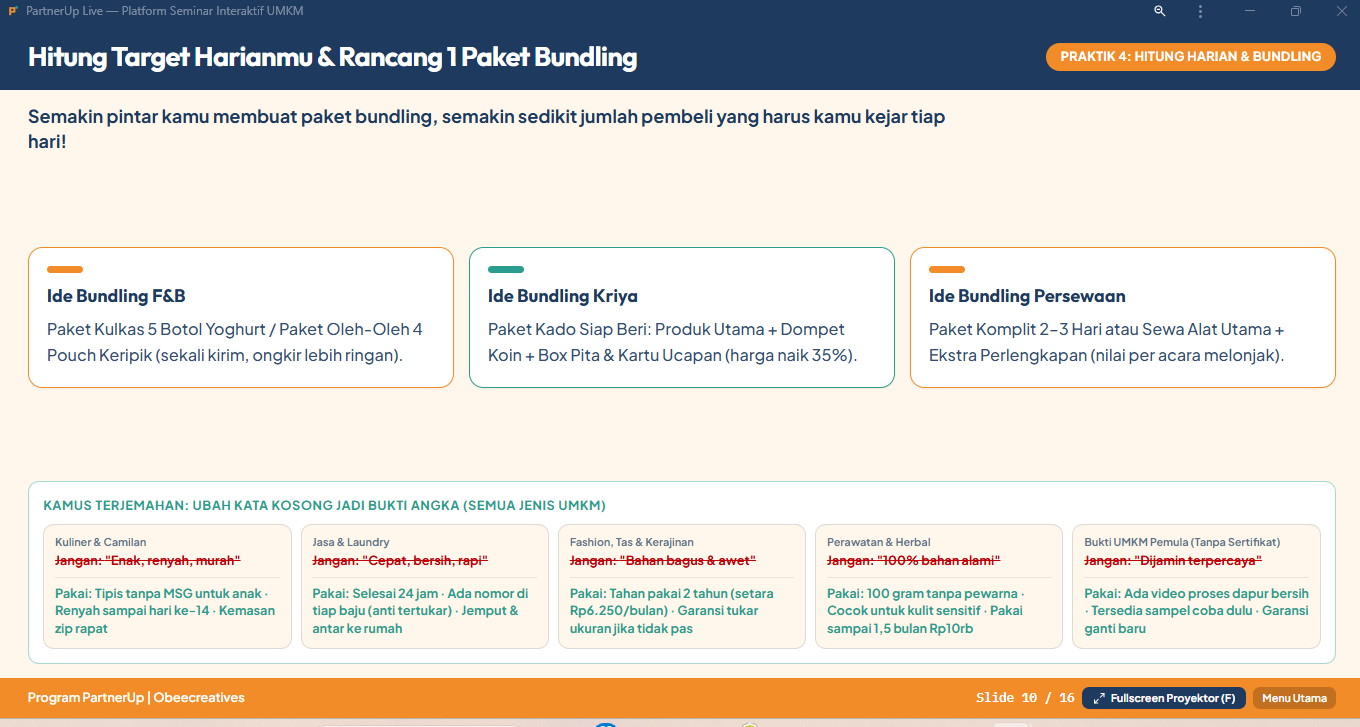 PartnerUp Live — Platform Seminar Interaktif UMKM
Hitung Target Harianmu & Rancang 1 Paket Bundling
PRAKTIK 4: HITUNG HARIAN & BUNDLING
Semakin pintar kamu membuat paket bundling, semakin sedikit jumlah pembeli yang harus kamu kejar tiap
hari!
Ide Bundling F&B
Paket Kulkas 5 Botol Yoghurt / Paket Oleh-Oleh 4
Pouch Keripik (sekali kirim, ongkir lebih ringan).
Ide Bundling Kriya
Paket Kado Siap Beri: Produk Utama + Dompet
Koin + Box Pita & Kartu Ucapan (harga naik 35%).
Ide Bundling Persewaan
Paket Komplit 2–3 Hari atau Sewa Alat Utama +
Ekstra Perlengkapan (nilai per acara melonjak).
KAMUS TERJEMAHAN: UBAH KATA KOSONG JADI BUKTI ANGKA (SEMUA JENIS UMKM)
Kuliner & Camilan
Jangan: "Enak, renyah, murah"
Pakai: Tipis tanpa MSG untuk anak ·
Renyah sampai hari ke-14 · Kemasan
zip rapat
Jasa & Laundry
Jangan: "Cepat, bersih, rapi"
Pakai: Selesai 24 jam · Ada nomor di
tiap baju (anti tertukar) · Jemput &
antar ke rumah
Fashion, Tas & Kerajinan
Jangan: "Bahan bagus & awet"
Pakai: Tahan pakai 2 tahun (setara
Rp6.250/bulan) · Garansi tukar
ukuran jika tidak pas
Perawatan & Herbal
Jangan: "100% bahan alami"
Pakai: 100 gram tanpa pewarna ·
Cocok untuk kulit sensitif · Pakai
sampai 1,5 bulan Rp10rb
Bukti UMKM Pemula (Tanpa Sertifikat)
Jangan: "Dijamin terpercaya"
Pakai: Ada video proses dapur bersih
· Tersedia sampel coba dulu · Garansi
ganti baru
Program PartnerUp | Obeecreatives
Slide 10 / 16
Fullscreen Proyektor (F)
Menu Utama